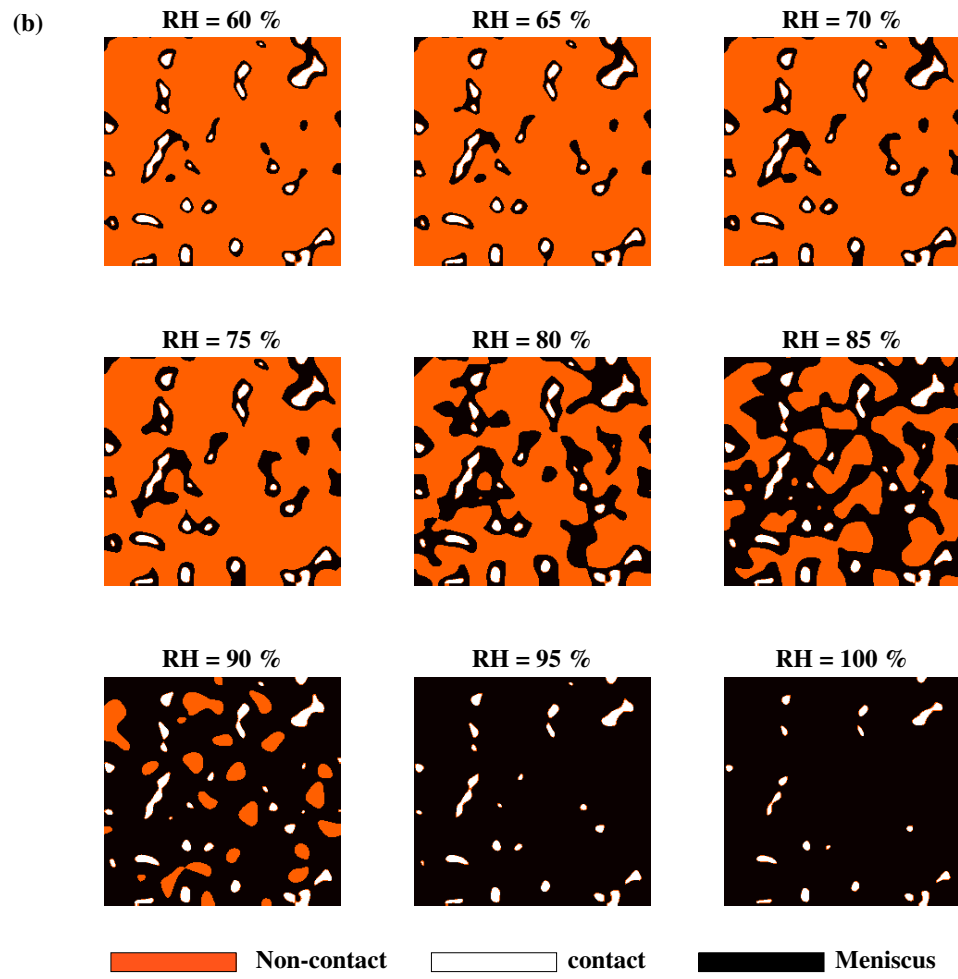 (b)
RH = 60 %
RH = 65 %
RH = 70 %
RH = 75 %
RH = 80 %
RH = 85 %
RH = 90 %
RH = 95 %
RH = 100 %
Non-contact
contact
Meniscus